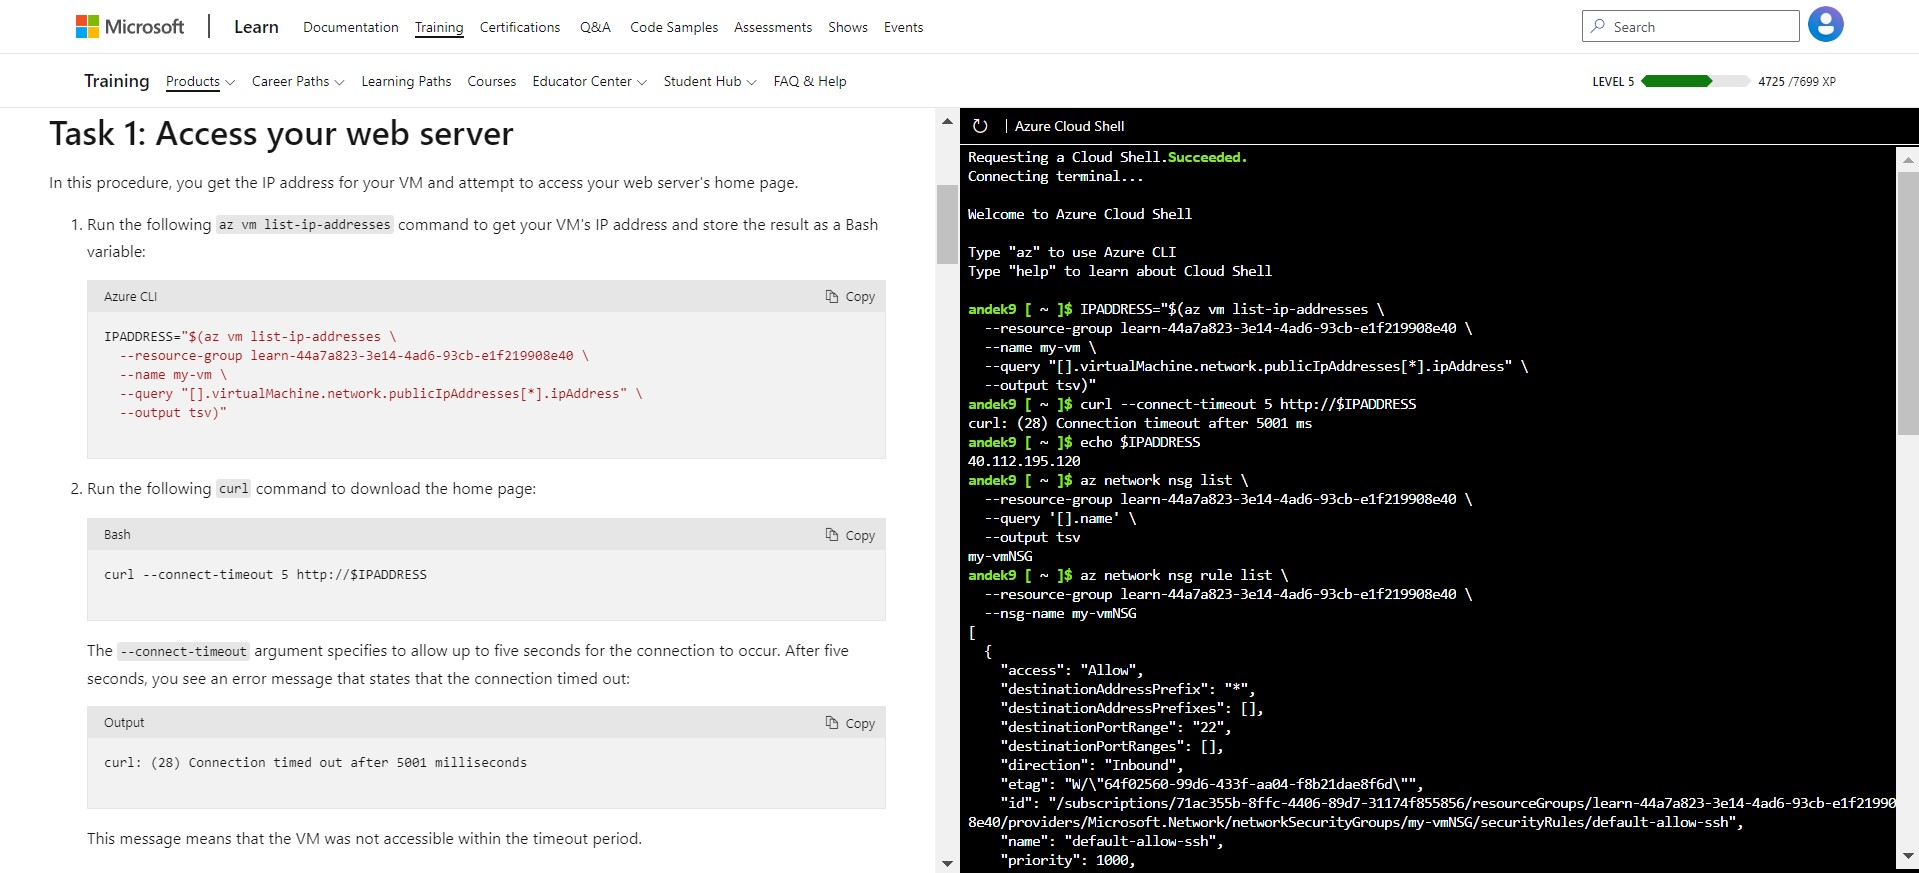 Microsoft
Learn
Documentation
Training
Certifications
Q&A
Code Samples
Assessments
Shows
Events
Search
Training
Products
Career Paths
Learning Paths
Courses
Educator Center
Student Hub
FAQ & Help
LEVEL 5
4725 /7699 XP
Task 1: Access your web server
In this procedure, you get the IP address for your VM and attempt to access your web server's home page.
1. Run the following az vm list-ip-addresses command to get your VM's IP address and store the result as a Bash
variable:
Azure CLI
Copy
IPADDRESS="$(az vm list-ip-addresses \
--resource-group learn-44a7a823-3e14-4ad6-93cb-e1f219908e40 \
--name my-vm \
--query "[].virtualMachine.network.publicIpAddresses[*].ipAddress" \
--output tsv)"
2. Run the following curl command to download the home page:
Bash
Copy
curl --connect-timeout 5 http://$IPADDRESS
The --connect-timeout argument specifies to allow up to five seconds for the connection to occur. After five
seconds, you see an error message that states that the connection timed out:
Output
Copy
curl: (28) Connection timed out after 5001 milliseconds
This message means that the VM was not accessible within the timeout period.
| Azure Cloud Shell
Requesting a Cloud Shell.Succeeded.
Connecting terminal...
Welcome to Azure Cloud Shell
Type "az" to use Azure CLI
Type "help" to learn about Cloud Shell
andek9 [ ~ ]$ IPADDRESS="$(az vm list-ip-addresses \
--resource-group learn-44a7a823-3e14-4ad6-93cb-e1f219908e40 \
--name my-vm \
--query "[].virtualMachine.network.publicIpAddresses[*].ipAddress" \
--output tsv)"
andek9 [ ~ ]$ curl --connect-timeout 5 http://$IPADDRESS
curl: (28) Connection timeout after 5001 ms
andek9 [ ~ ]$ echo $IPADDRESS
40.112.195.120
andek9 [ ~ ]$ az network nsg list \
--resource-group learn-44a7a823-3e14-4ad6-93cb-e1f219908e40 \
--query '[].name' \
--output tsv
my-vmNSG
andek9 [ ~ ]$ az network nsg rule list \
--resource-group learn-44a7a823-3e14-4ad6-93cb-e1f219908e40 \
--nsg-name my-vmNSG
[
{
"access": "Allow",
"destinationAddressPrefix": "*",
"destinationAddressPrefixes": [],
"destinationPortRange": "22",
"destinationPortRanges": [],
"direction": "Inbound",
"etag": "W/\"64f02560-99d6-433f-aa04-f8b21dae8f6d\"",
"id": "/subscriptions/71ac355b-8ffc-4406-89d7-31174f855856/resourceGroups/learn-44a7a823-3e14-4ad6-93cb-e1f21990
8e40/providers/Microsoft.Network/networkSecurityGroups/my-vmNSG/securityRules/default-allow-ssh",
"name": "default-allow-ssh",
"priority": 1000,